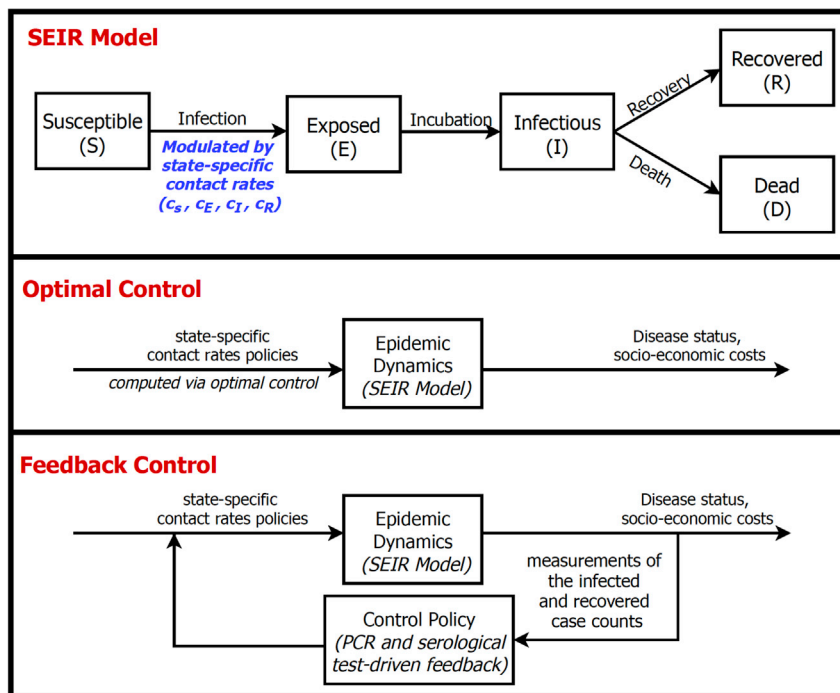 SEIR Model
Susceptible
(S)
Infection
Modulated by
state-specific
contact rates
(cs , cE , cI , cR)
Exposed
(E)
Incubation
Infectious
(I)
Recovery
Death
Recovered
(R)
Dead
(D)
Optimal Control
state-specific
contact rates policies
computed via optimal control
Epidemic
Dynamics
(SEIR Model)
Disease status,
socio-economic costs
Feedback Control
state-specific
contact rates policies
Epidemic
Dynamics
(SEIR Model)
Disease status,
socio-economic costs
measurements of
the infected
and recovered
case counts
Control Policy
(PCR and serological
test-driven feedback)